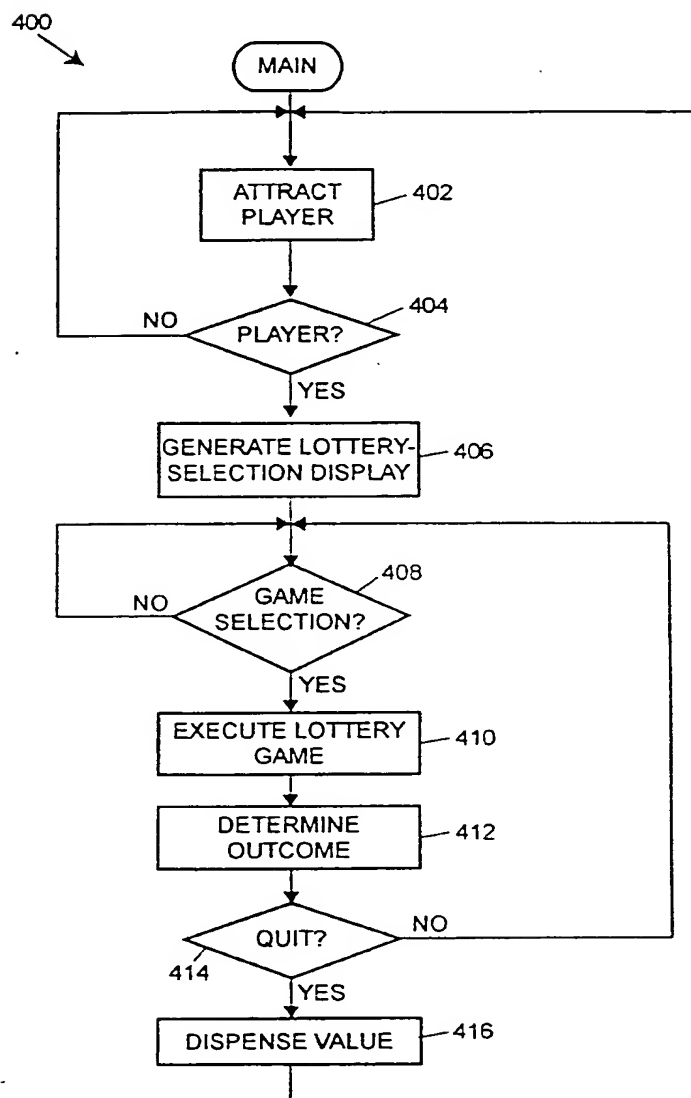 400
MAIN
ATTRACT
PLAYER
402
404
NO
PLAYER?
YES
GENERATE LOTTERY-
SELECTION DISPLAY
406
408
NO
GAME
SELECTION?
YES
EXECUTE LOTTERY
GAME
410
DETERMINE
OUTCOME
412
NO
QUIT?
414
YES
DISPENSE VALUE
416